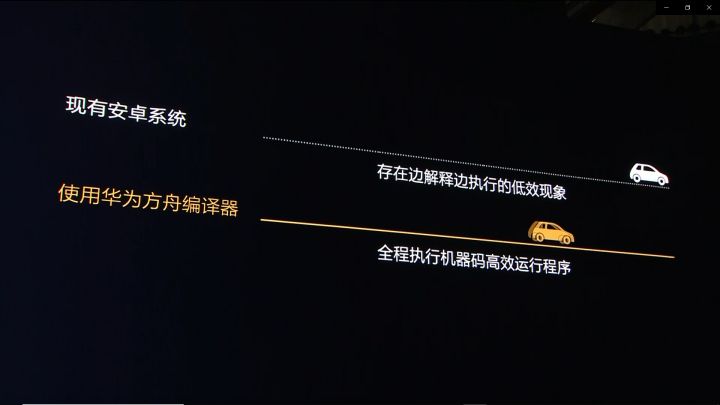 现有安卓系统
存在边解释边执行的低效现象
使用华为方舟编译器
全程执行机器码高效运行程序